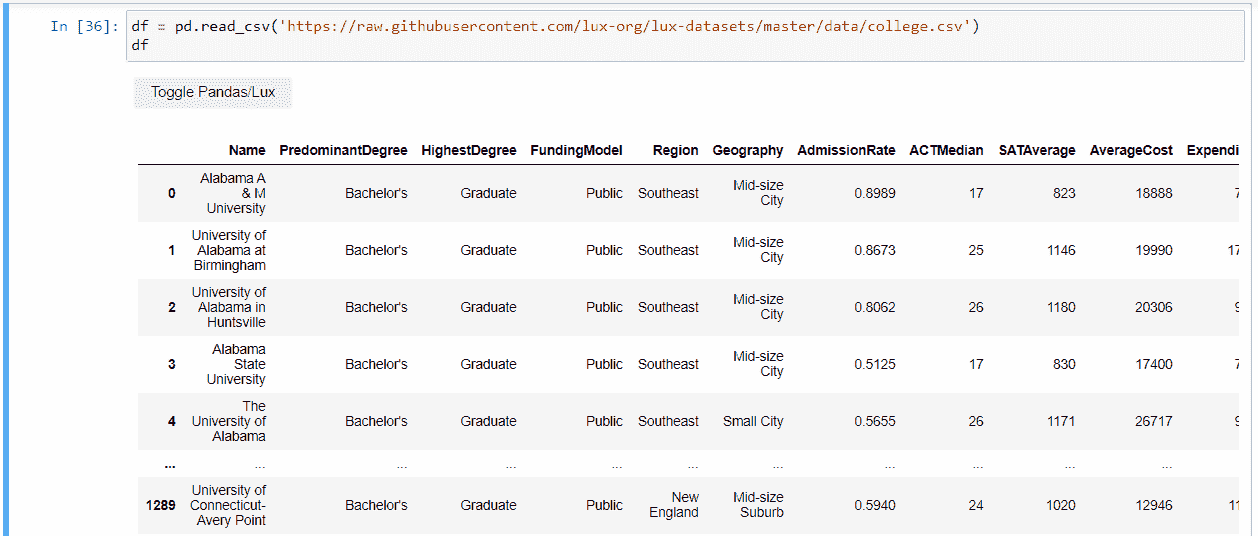 In [36]: df = pd.read_csv('https://raw.githubusercontent.com/lux-org/lux-datasets/master/data/college.csv')
df
Toggle Pandas/Lux
Name PredominantDegree HighestDegree FundingModel Region Geography AdmissionRate ACTMedian SATAverage AverageCost Expendi
0 Alabama A & M University Bachelor's Graduate Public Southeast Mid-size City 0.8989 17 823 18888 7
1 University of Alabama at Birmingham Bachelor's Graduate Public Southeast Mid-size City 0.8673 25 1146 19990 17
2 University of Alabama in Huntsville Bachelor's Graduate Public Southeast Mid-size City 0.8062 26 1180 20306 9
3 Alabama State University Bachelor's Graduate Public Southeast Mid-size City 0.5125 17 830 17400 7
4 The University of Alabama Bachelor's Graduate Public Southeast Small City 0.5655 26 1171 26717 9
... ... ... ... ... ... ... ... ... ... ...
1289 University of Connecticut-Avery Point Bachelor's Graduate Public New England Mid-size Suburb 0.5940 24 1020 12946 11